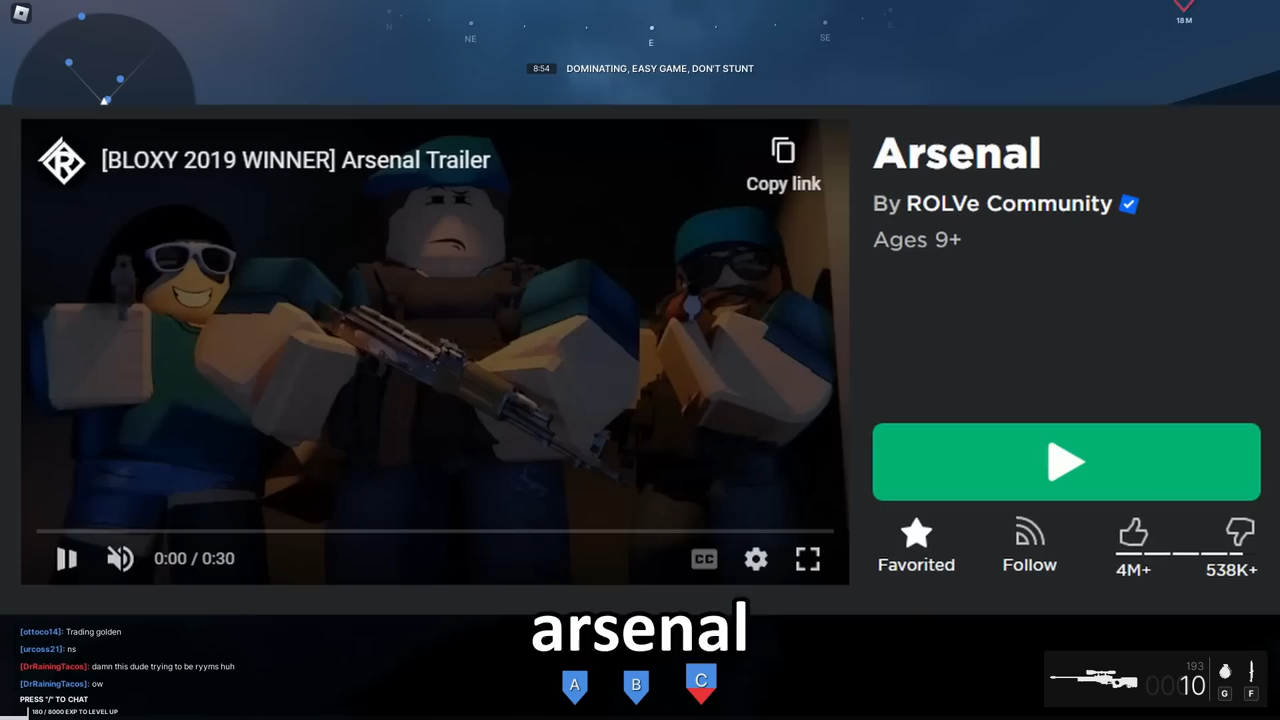 18 M
N
NE
E
SE
8:54 DOMINATING, EASY GAME, DON'T STUNT
[BLOXY 2019 WINNER] Arsenal Trailer
Copy link
Arsenal
By ROLVe Community
Ages 9+
0:00 / 0:30
CC
Favorited
Follow
4M+
538K+
arsenal
A B C
[ottoco14]: Trading golden
[urcoss21]: ns
[DrRainingTacos]: damn this dude trying to be ryyms huh
[DrRainingTacos]: ow
PRESS "/" TO CHAT
180 / 8000 EXP TO LEVEL UP
193
00010
G F